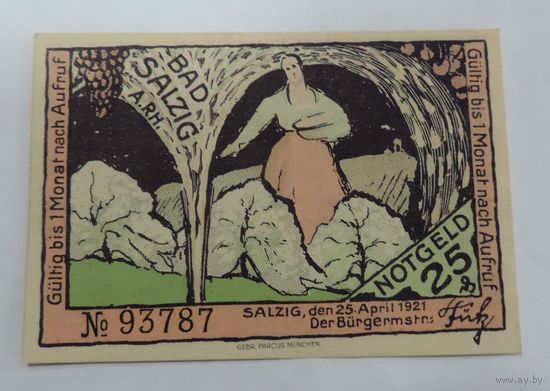 BAD
SALZIG
A.RH.
Gültig bis 1 Monat nach Aufruf
Gültig bis 1 Monat nach Aufruf
NOTGELD
25
No 93787
SALZIG, den 25. April 1921
Der Bürgermstr.:
GEBR. PARCUS MÜNCHEN
www.ay.by